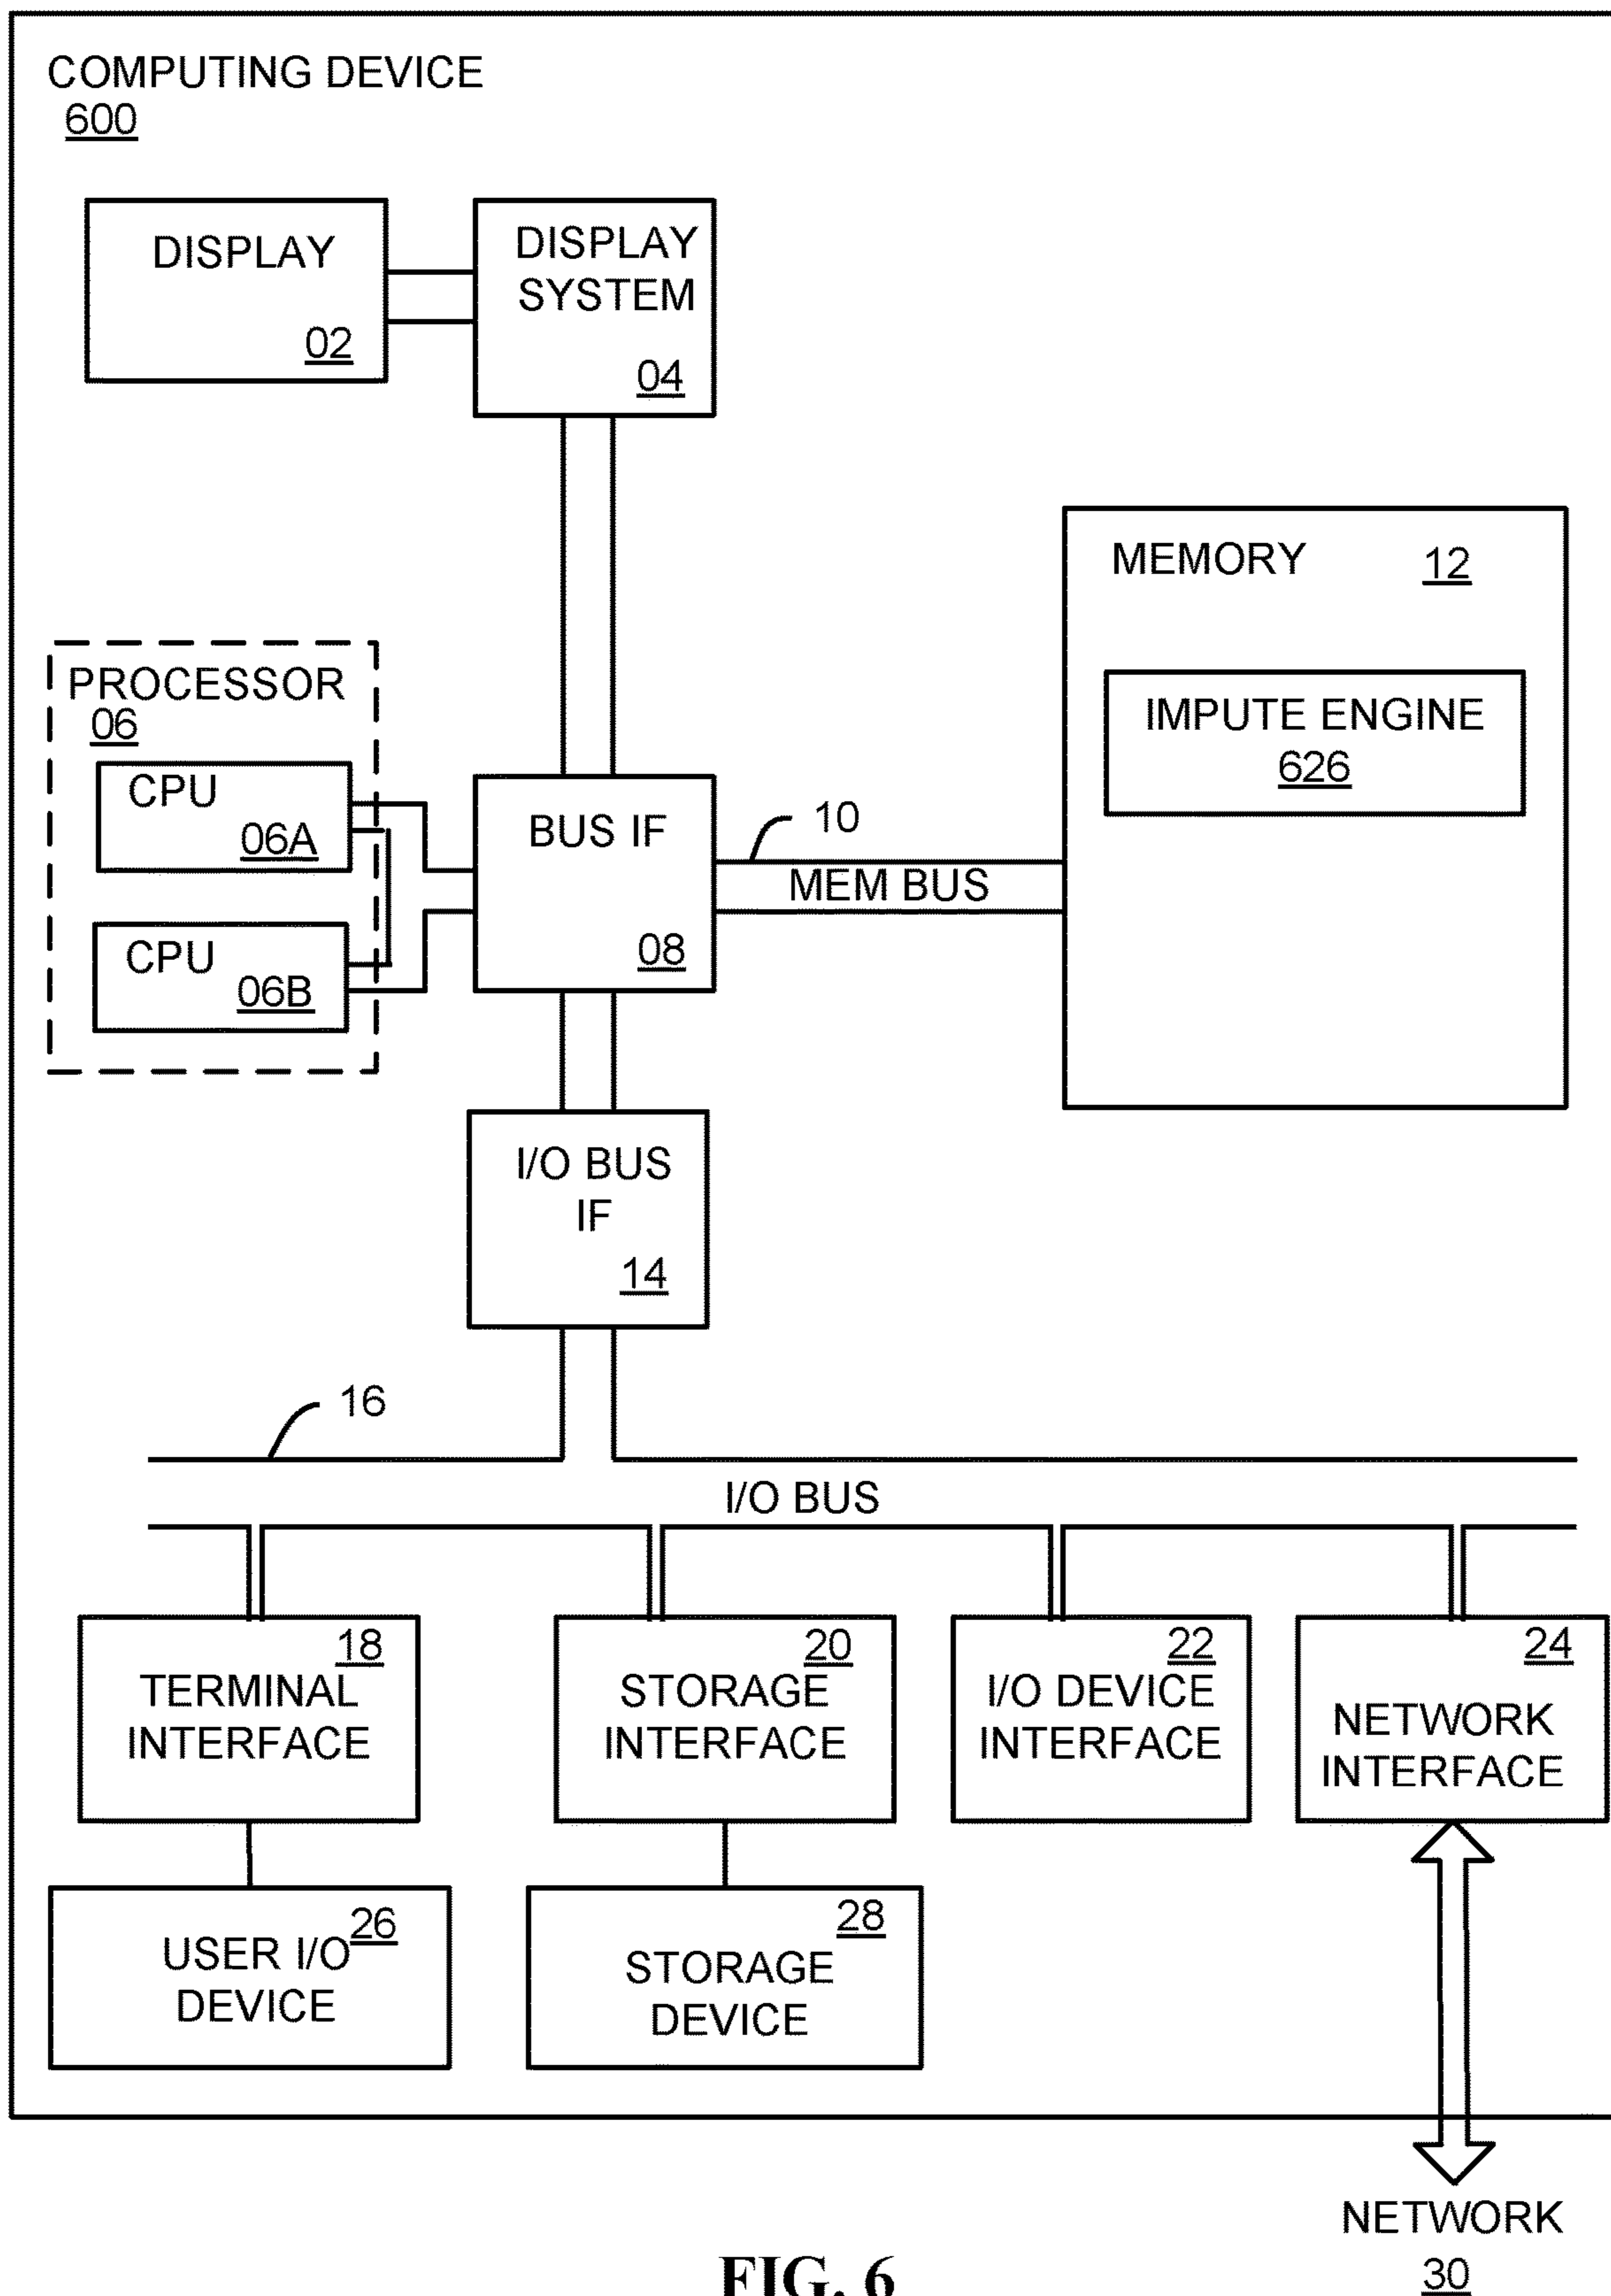 COMPUTING DEVICE
600
DISPLAY
02
DISPLAY
SYSTEM
04
MEMORY 12
IMPUTE ENGINE
626
PROCESSOR
06
CPU
06A
CPU
06B
BUS IF
08
10
MEM BUS
I/O BUS
IF
14
16
I/O BUS
18
TERMINAL
INTERFACE
20
STORAGE
INTERFACE
22
I/O DEVICE
INTERFACE
24
NETWORK
INTERFACE
26
USER I/O
DEVICE
28
STORAGE
DEVICE
NETWORK
30
FIG. 6